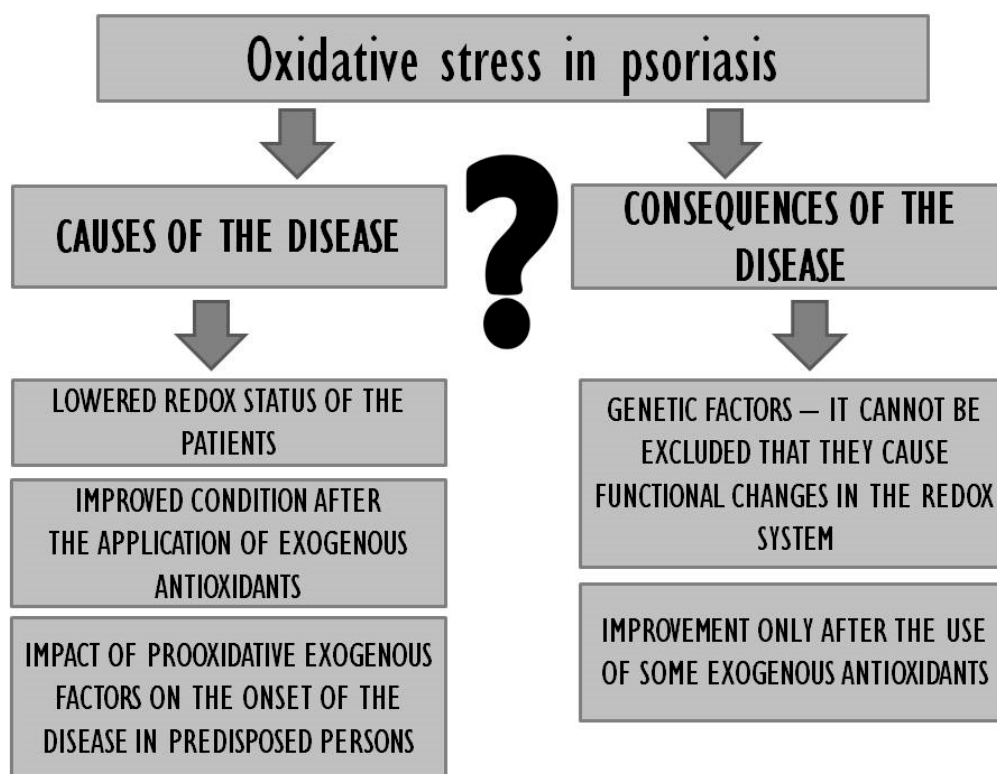 Oxidative stress in psoriasis
CAUSES OF THE DISEASE
?
CONSEQUENCES OF THE
DISEASE
LOWERED REDOX STATUS OF THE
PATIENTS
IMPROVED CONDITION AFTER
THE APPLICATION OF EXOGENOUS
ANTIOXIDANTS
IMPACT OF PROOXIDATIVE EXOGENOUS
FACTORS ON THE ONSET OF THE
DISEASE IN PREDISPOSED PERSONS
GENETIC FACTORS – IT CANNOT BE
EXCLUDED THAT THEY CAUSE
FUNCTIONAL CHANGES IN THE REDOX
SYSTEM
IMPROVEMENT ONLY AFTER THE USE
OF SOME EXOGENOUS ANTIOXIDANTS